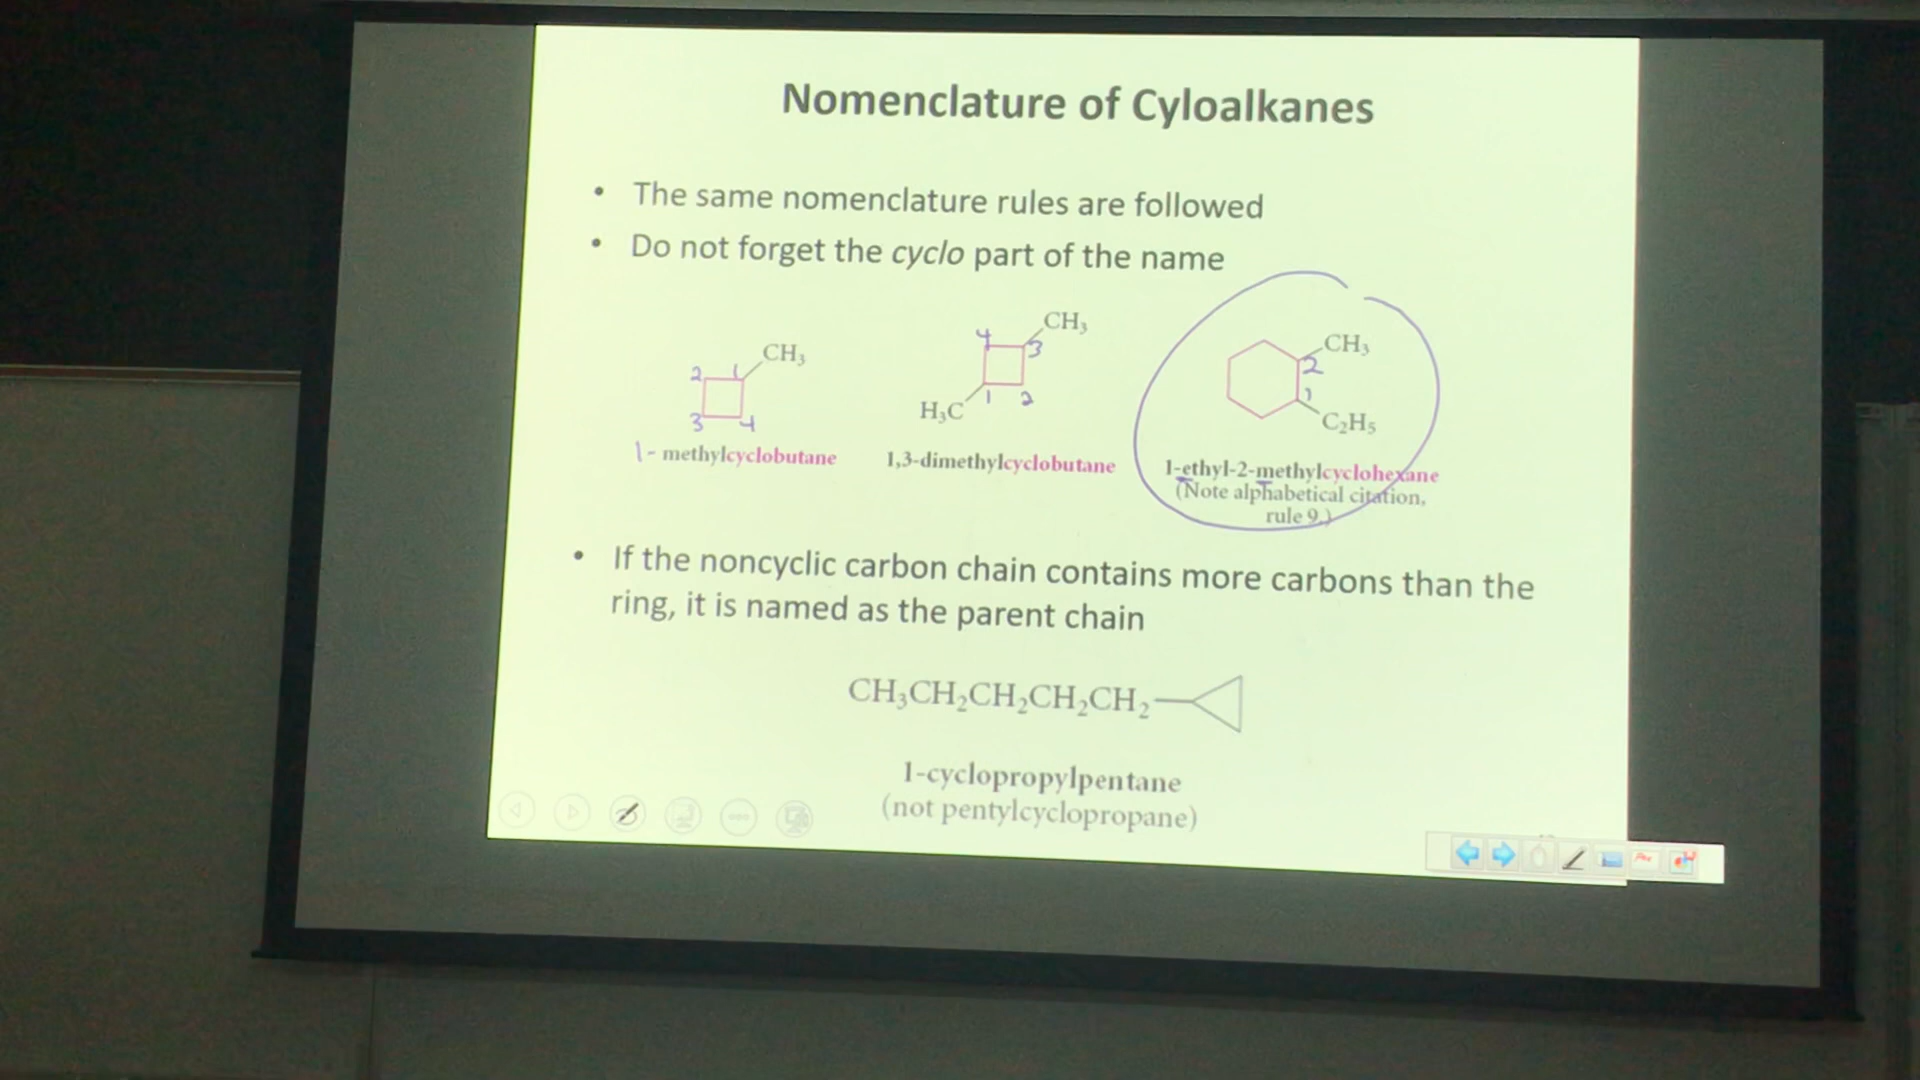 Nomenclature of Cyloalkanes
• The same nomenclature rules are followed
• Do not forget the cyclo part of the name
CH₃
2 1
3 4
1- methylcyclobutane
CH₃
4 3
1 2
H₃C
1,3-dimethylcyclobutane
CH₃
2
1
C₂H₅
1-ethyl-2-methylcyclohexane
(Note alphabetical citation,
rule 9.)
• If the noncyclic carbon chain contains more carbons than the
ring, it is named as the parent chain
CH₃CH₂CH₂CH₂CH₂
1-cyclopropylpentane
(not pentylcyclopropane)